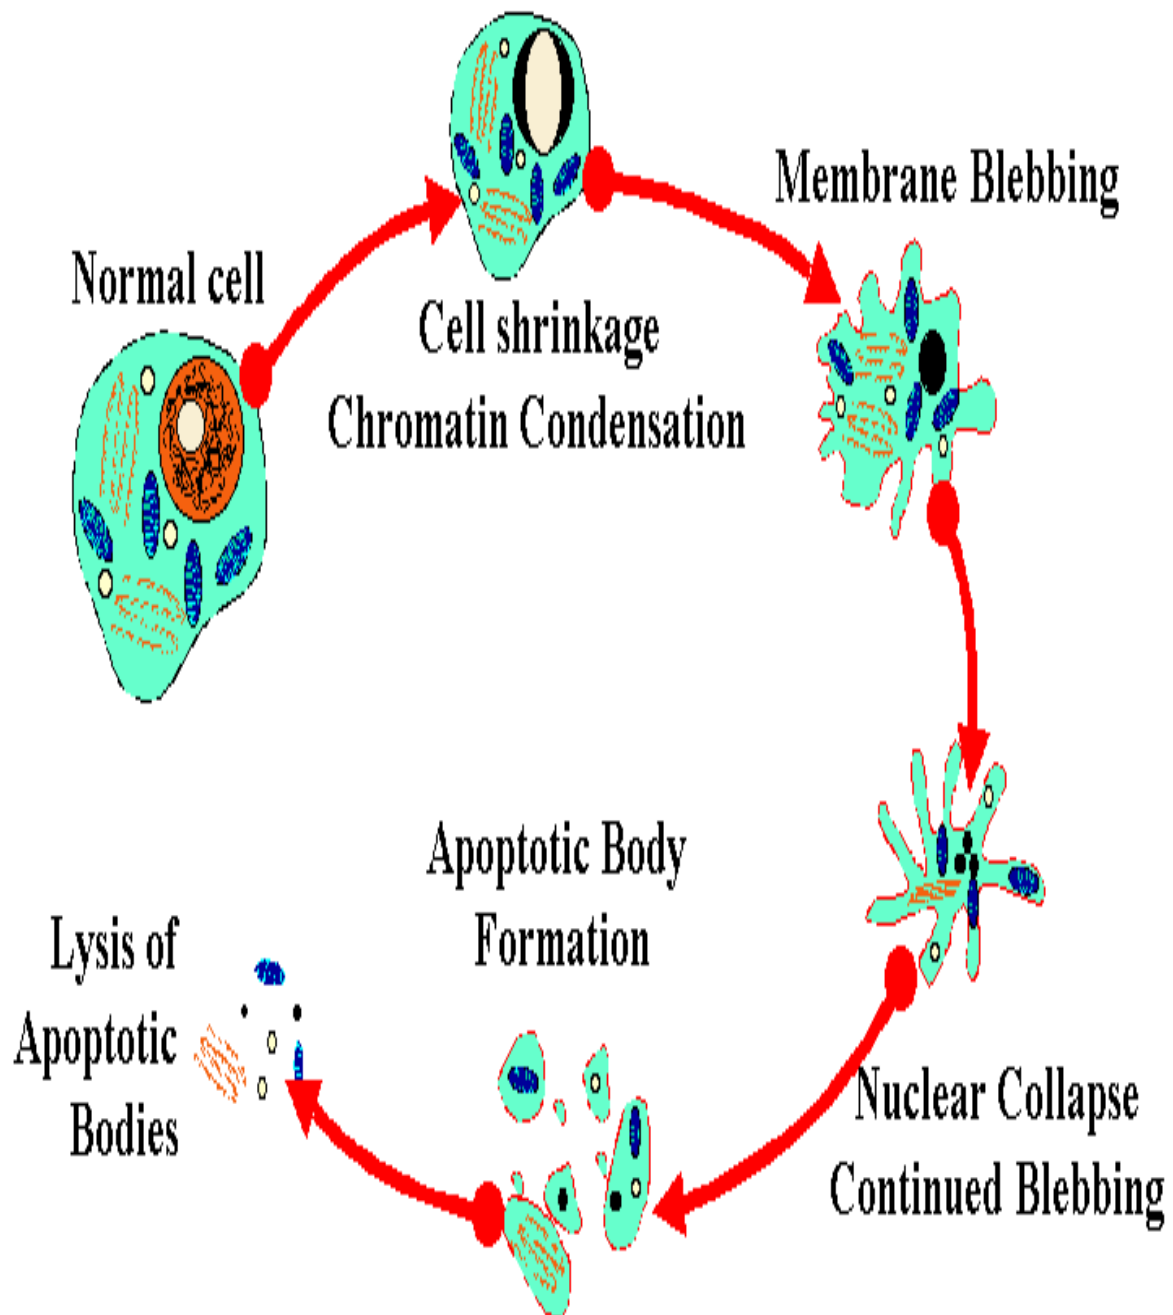 Normal cell
Cell shrinkage
Chromatin Condensation
Membrane Blebbing
Nuclear Collapse
Continued Blebbing
Apoptotic Body
Formation
Lysis of
Apoptotic
Bodies